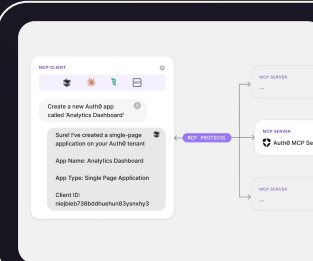 MCP CLIENT
MCP
Create a new Auth0 app
called 'Analytics Dashboard'
Sure! I've created a single-page
application on your Auth0 tenant
App Name: Analytics Dashboard
App Type: Single Page Application
Client ID:
niejbieb738bddhuehun83ysnxhy3
MCP PROTOCOL
MCP SERVER
...
MCP SERVER
Auth0 MCP Se
MCP SERVER
...